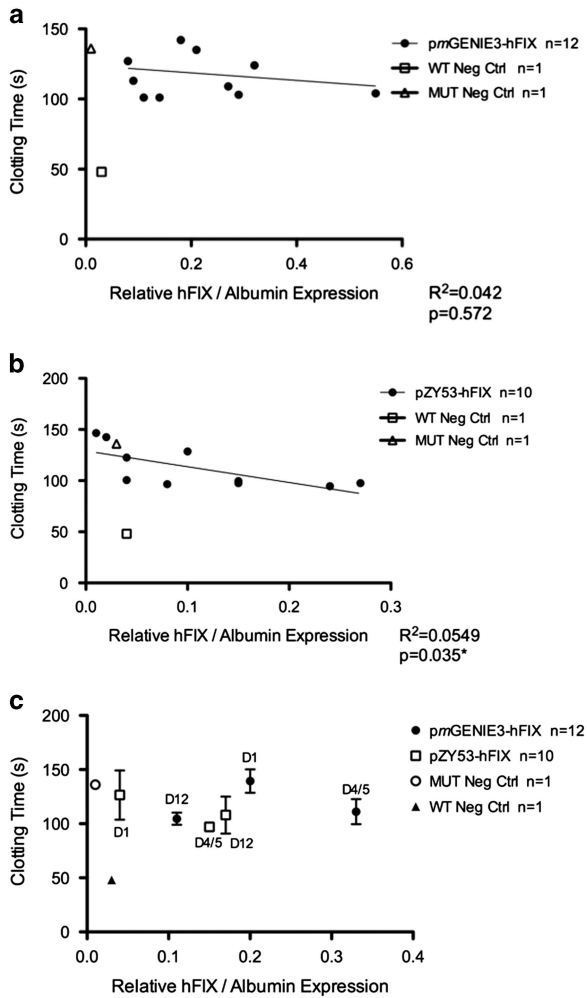 a
150
100
50
0
Clotting Time (s)
0.0 0.2 0.4 0.6
Relative hFIX / Albumin Expression
pmGENIE3-hFIX n=12
WT Neg Ctrl n=1
MUT Neg Ctrl n=1
R²=0.042
p=0.572
b
200
150
100
50
0
Clotting Time (s)
0.0 0.1 0.2 0.3
Relative hFIX / Albumin Expression
pZY53-hFIX n=10
WT Neg Ctrl n=1
MUT Neg Ctrl n=1
R²=0.0549
p=0.035*
c
200
150
100
50
0
Clotting Time (s)
D1
D12
D4/5
D12
D1
D4/5
0.0 0.1 0.2 0.3 0.4
Relative hFIX / Albumin Expression
pmGENIE3-hFIX n=12
pZY53-hFIX n=10
MUT Neg Ctrl n=1
WT Neg Ctrl n=1